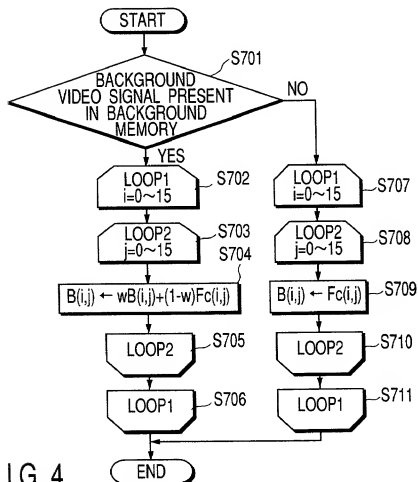 START
S701
BACKGROUND
VIDEO SIGNAL PRESENT
IN BACKGROUND
MEMORY
NO
YES
LOOP1
i=0~15
S702
LOOP2
j=0~15
S703
S704
B(i,j) ← wB(i,j)+(1-w)Fc(i,j)
LOOP2
S705
LOOP1
S706
LOOP1
i=0~15
S707
LOOP2
j=0~15
S708
B(i,j) ← Fc(i,j)
S709
LOOP2
S710
LOOP1
S711
END
IG. 4